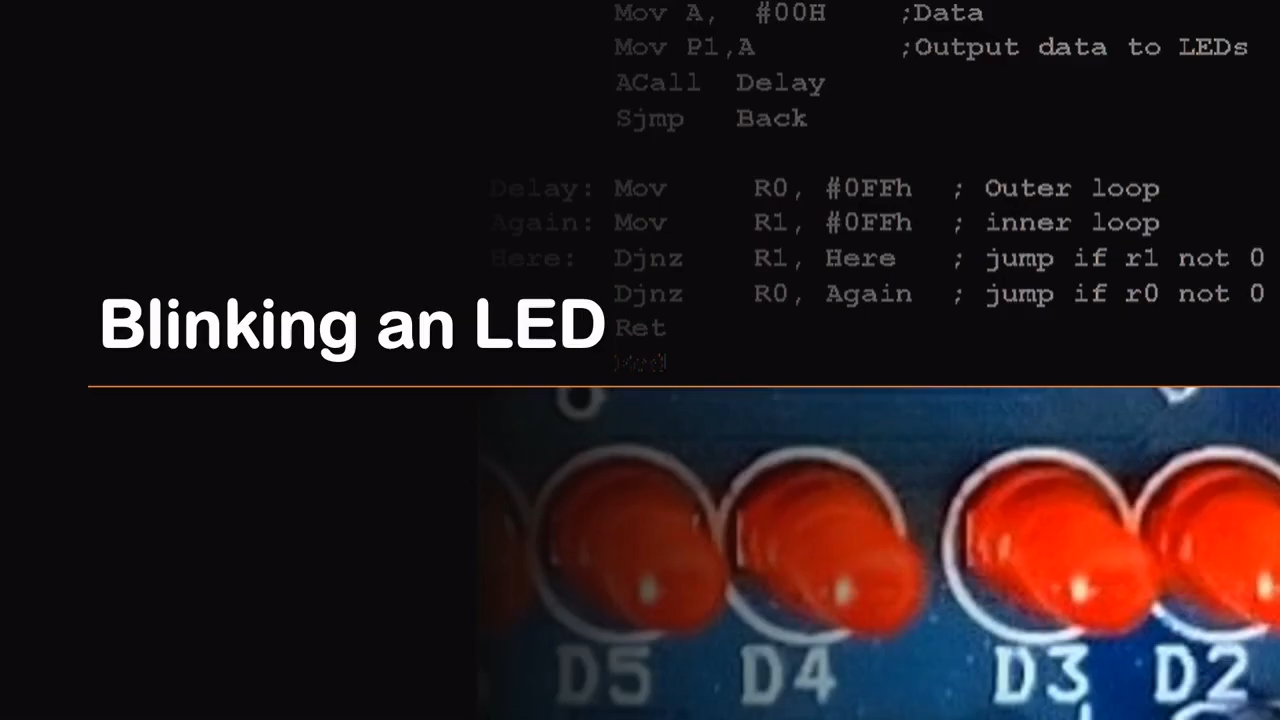 Mov A, #00H ;Data
Mov P1,A ;Output data to LEDs
ACall Delay
Sjmp Back
Delay: Mov R0, #0FFh ; Outer loop
Again: Mov R1, #0FFh ; inner loop
Here: Djnz R1, Here ; jump if r1 not 0
Djnz R0, Again ; jump if r0 not 0
Ret
Blinking an LED
D5 D4 D3 D2